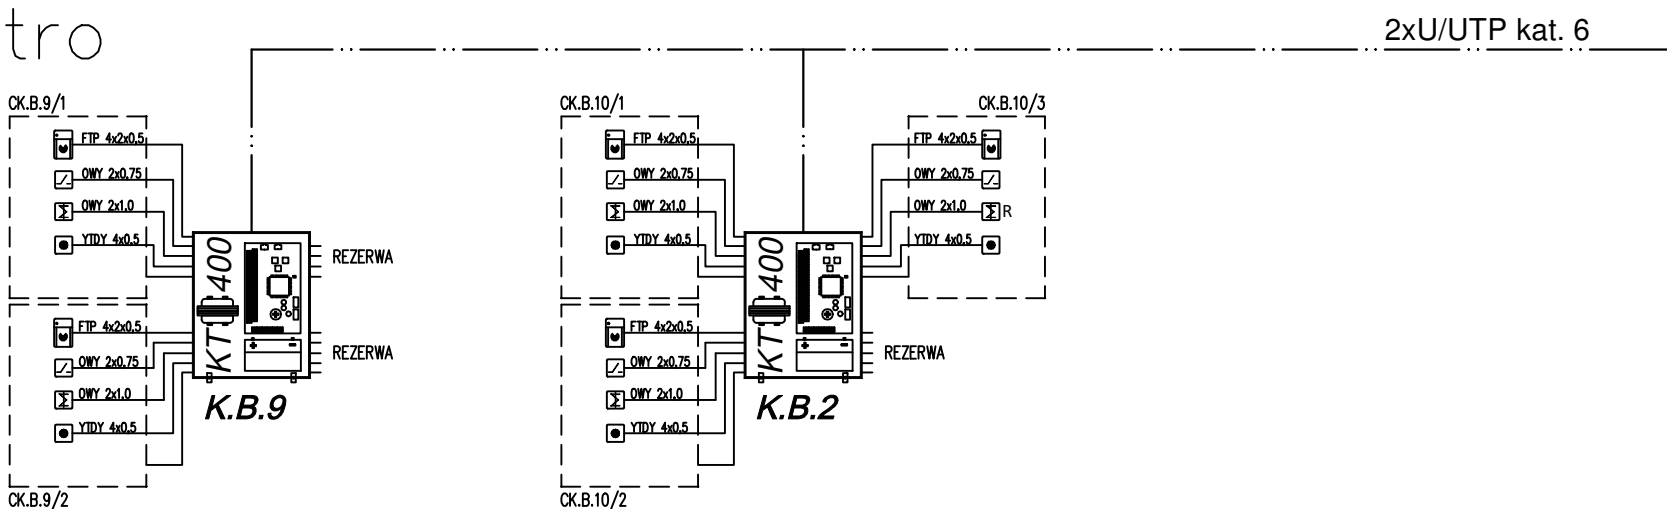 tro
2xU/UTP kat. 6
CK.B.9/1
FTP 4x2x0,5
OWY 2x0,75
OWY 2x1,0
YTDY 4x0,5
KT 400
REZERWA
REZERWA
FTP 4x2x0,5
OWY 2x0,75
OWY 2x1,0
YTDY 4x0,5
K.B.9
CK.B.9/2
CK.B.10/1
FTP 4x2x0,5
OWY 2x0,75
OWY 2x1,0
YTDY 4x0,5
KT 400
CK.B.10/3
FTP 4x2x0,5
OWY 2x0,75
OWY 2x1,0
R
YTDY 4x0,5
REZERWA
FTP 4x2x0,5
OWY 2x0,75
OWY 2x1,0
YTDY 4x0,5
K.B.2
CK.B.10/2